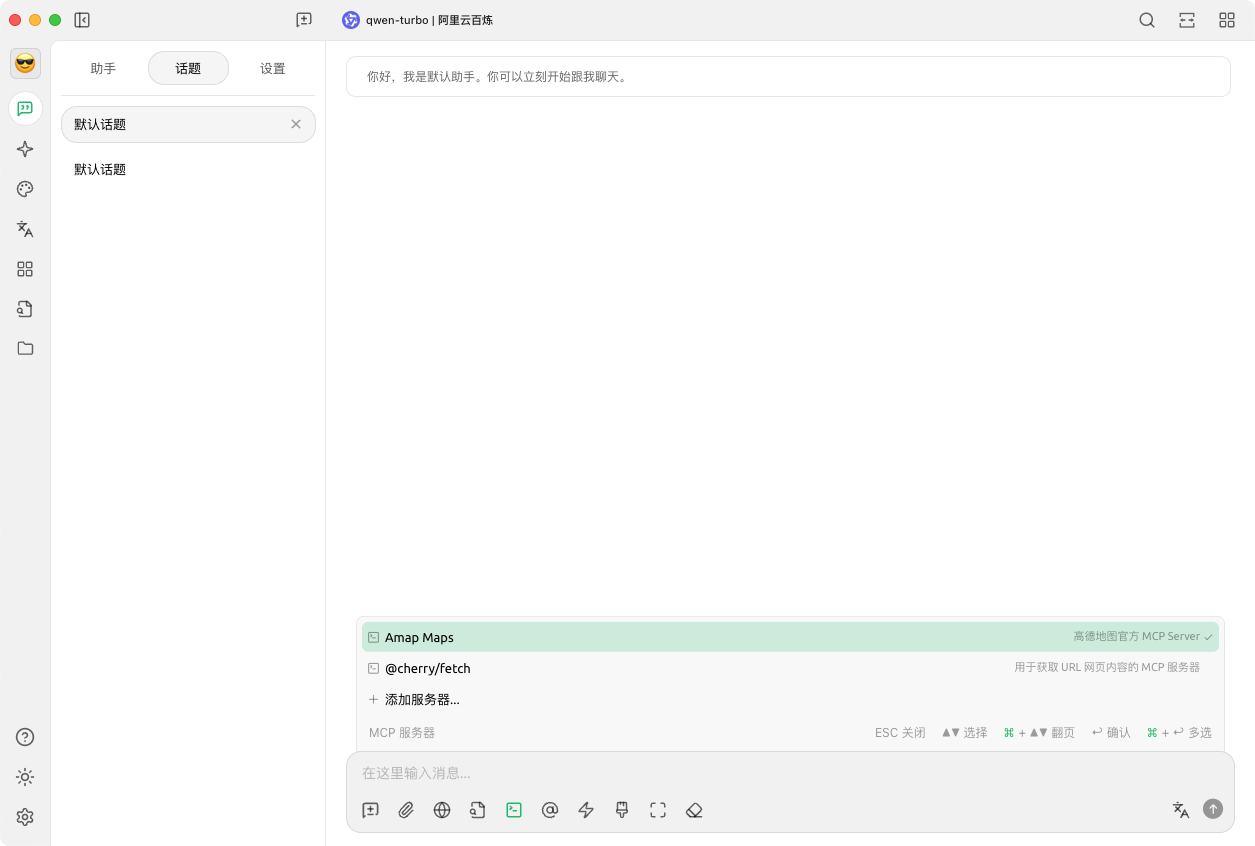 qwen-turbo | 阿里云百炼
助手
话题
设置
默认话题
默认话题
你好，我是默认助手。你可以立刻开始跟我聊天。
Amap Maps 高德地图官方 MCP Server
@cherry/fetch 用于获取 URL 网页内容的 MCP 服务器
+ 添加服务器...
MCP 服务器 ESC 关闭 ▲▼ 选择 ⌘ + ▲▼ 翻页 ↩ 确认 ⌘ + ↩ 多选
在这里输入消息...